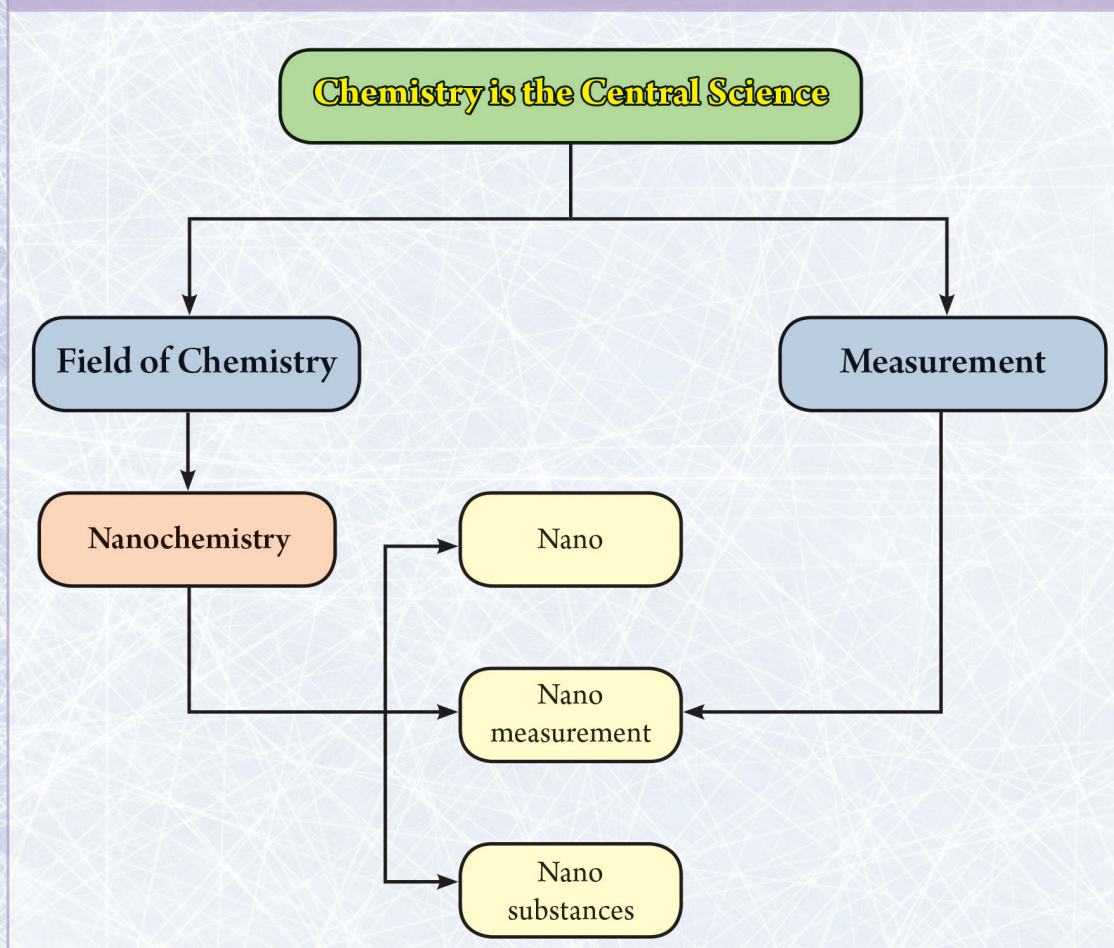 Chemistry is the Central Science
Field of Chemistry
Measurement
Nanochemistry
Nano
Nano
measurement
Nano
substances